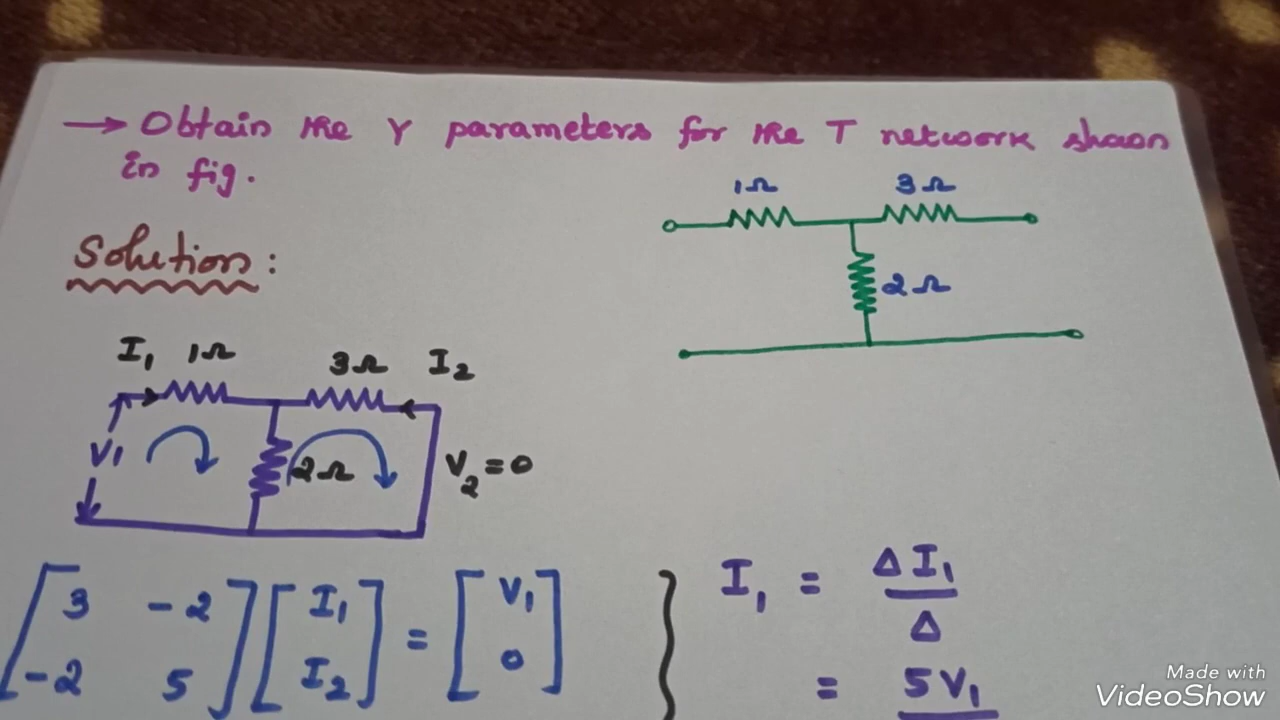 → Obtain the Y parameters for the T network shown
in fig.
1Ω 3Ω
2Ω
Solution:
I₁ 1Ω 3Ω I₂
V₁ 2Ω V₂ = 0
[3 -2] [I₁] = [V₁]
[-2 5] [I₂] [0]
I₁ = ΔI₁
Δ
= 5V₁
Made with
VideoShow